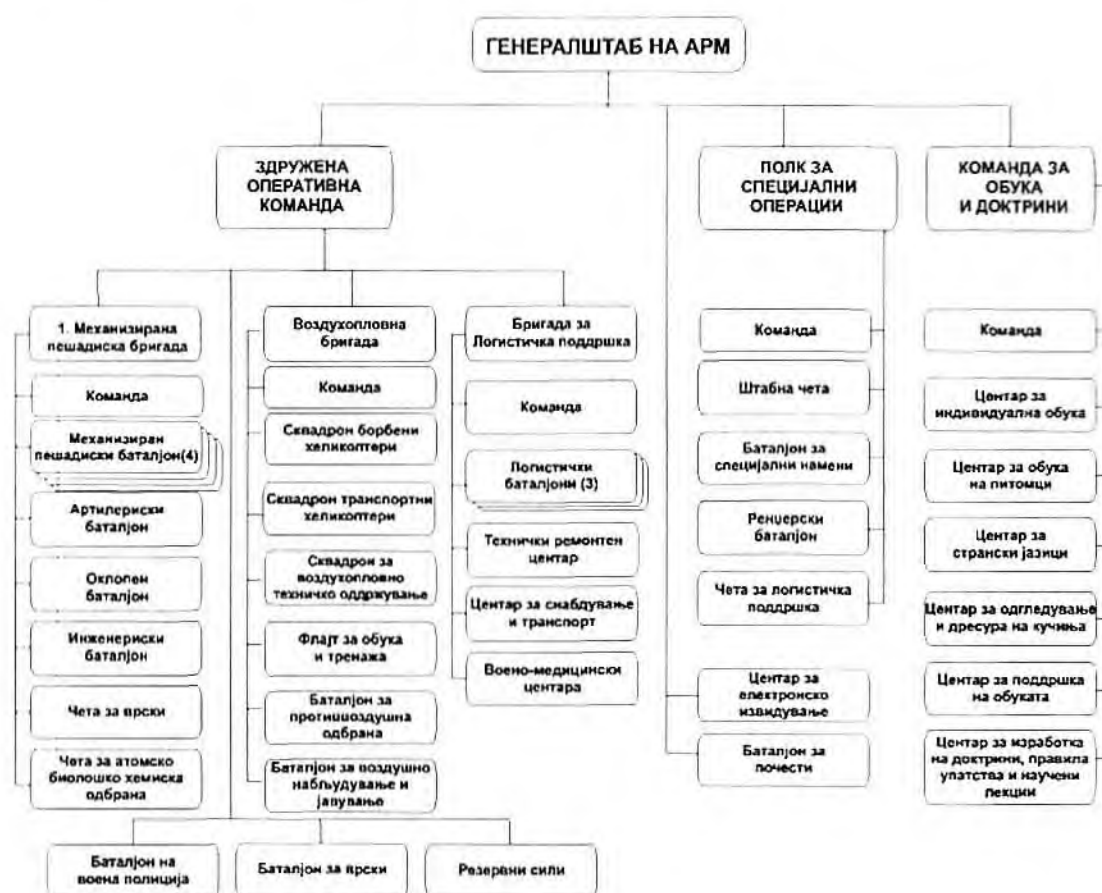 ГЕНЕРАЛШТАБ НА АРМ
ЗДРУЖЕНА
ОПЕРАТИВНА
КОМАНДА
ПОЛК ЗА
СПЕЦИЈАЛНИ
ОПЕРАЦИИ
КОМАНДА ЗА
ОБУКА
И ДОКТРИНИ
1. Механизирана
пешадиска бригада
Команда
Механизиран
пешадиски баталјон(4)
Артилериски
баталјон
Оклопен
баталјон
Инженериски
баталјон
Чета за врски
Чета за атомско
биолошко хемиска
одбрана
Воздухопловна
бригада
Команда
Сквадрон борбени
хеликоптери
Сквадрон транспортни
хеликоптери
Сквадрон за
воздухопловно
техничко оддржување
Флајт за обука
и тренажа
Баталјон за
противвоздушна
одбрана
Баталјон за воздушно
набљудување и
јавување
Бригада за
Логистичка поддршка
Команда
Логистички
баталјони (3)
Технички ремонтен
центар
Центар за снабдување
и транспорт
Военo-медицински
центара
Баталјон на
воена полиција
Баталјон за врски
Резервни сили
Команда
Штабна чета
Баталјон за
специјални намени
Ренџерски
баталјон
Чета за логистичка
поддршка
Центар за
електронско
извидување
Баталјон за
почести
Команда
Центар за
индивидуална обука
Центар за обука
на питомци
Центар за
странски јазици
Центар за одгледување
и дресура на кучиња
Центар за поддршка
на обуката
Центар за изработка
на доктрини, правила
упатства и научени
лекции